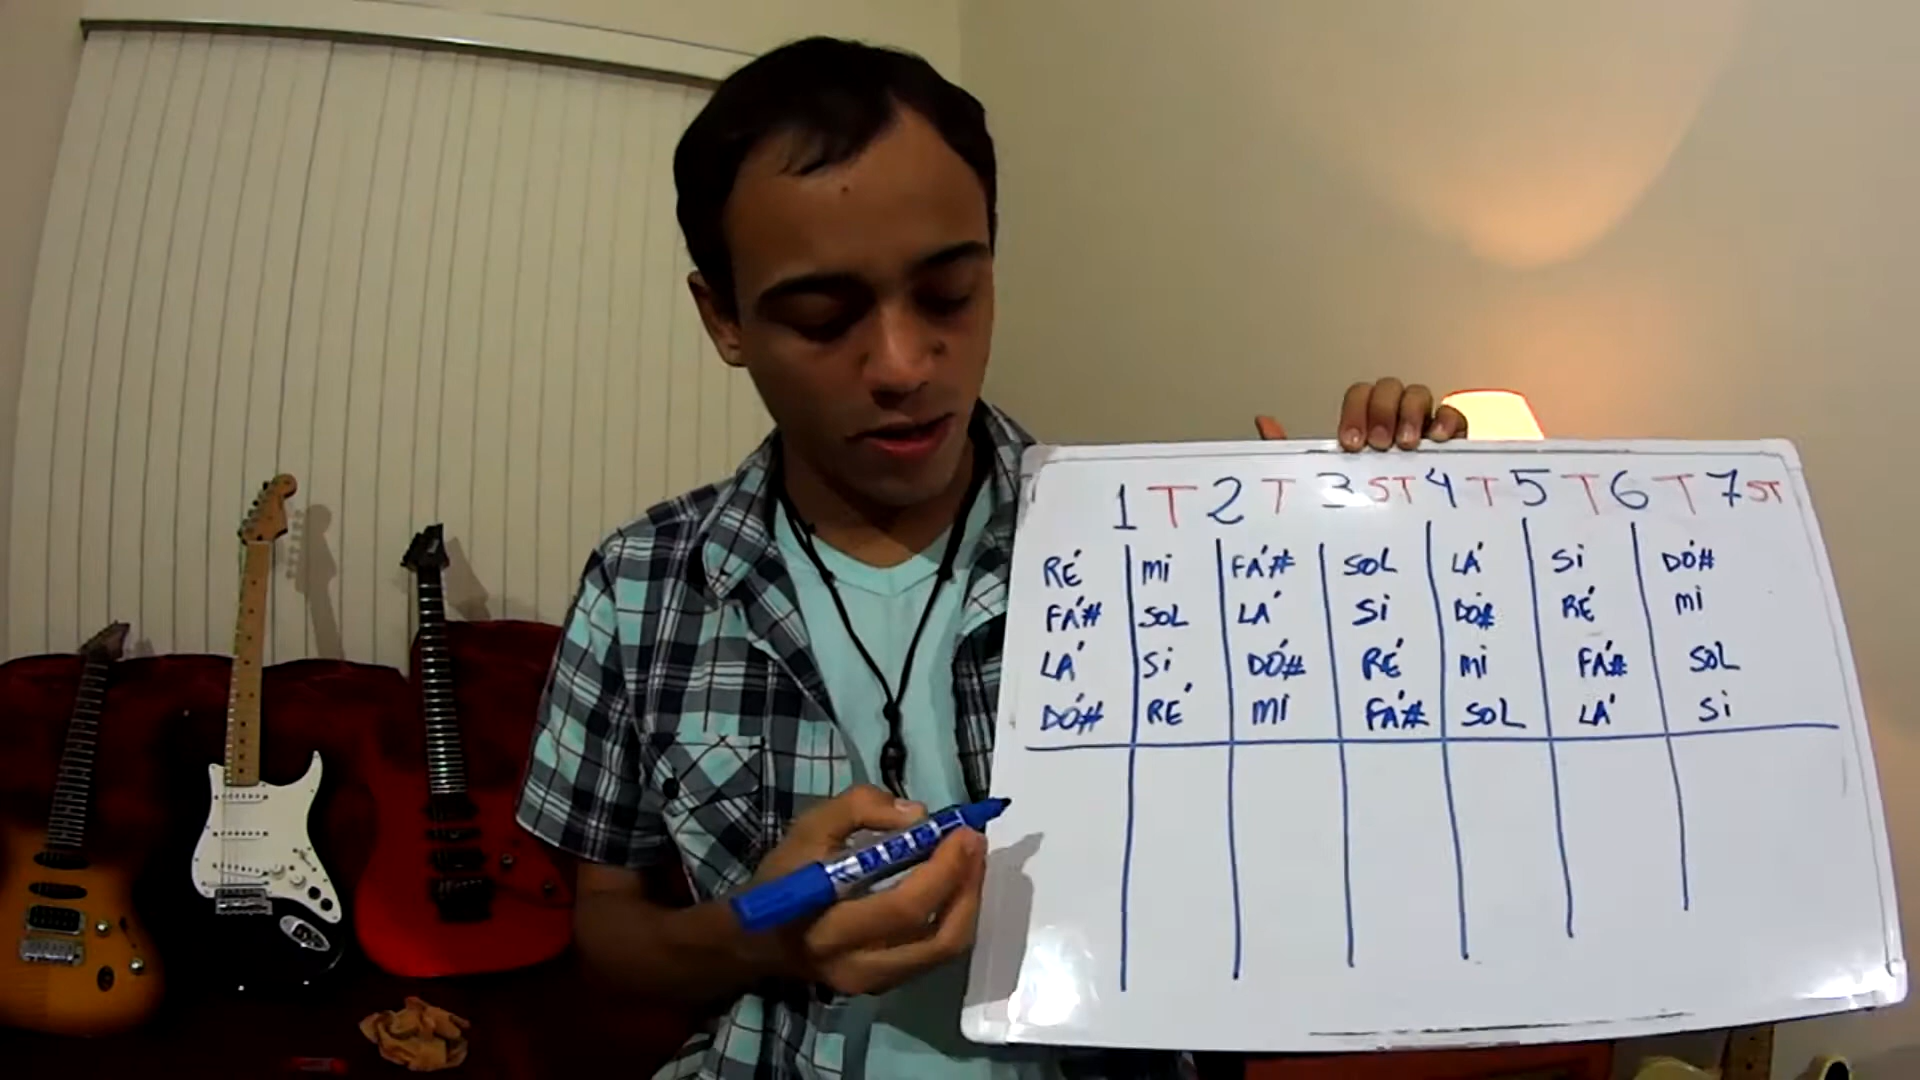 1 T 2 T 3 ST 4 T 5 T 6 T 7 ST
RÉ MI FÁ# SOL LÁ SI DÓ#
FÁ# SOL LÁ SI DÓ# RÉ MI
LÁ SI DÓ# RÉ MI FÁ# SOL
DÓ# RÉ MI FÁ# SOL LÁ SI